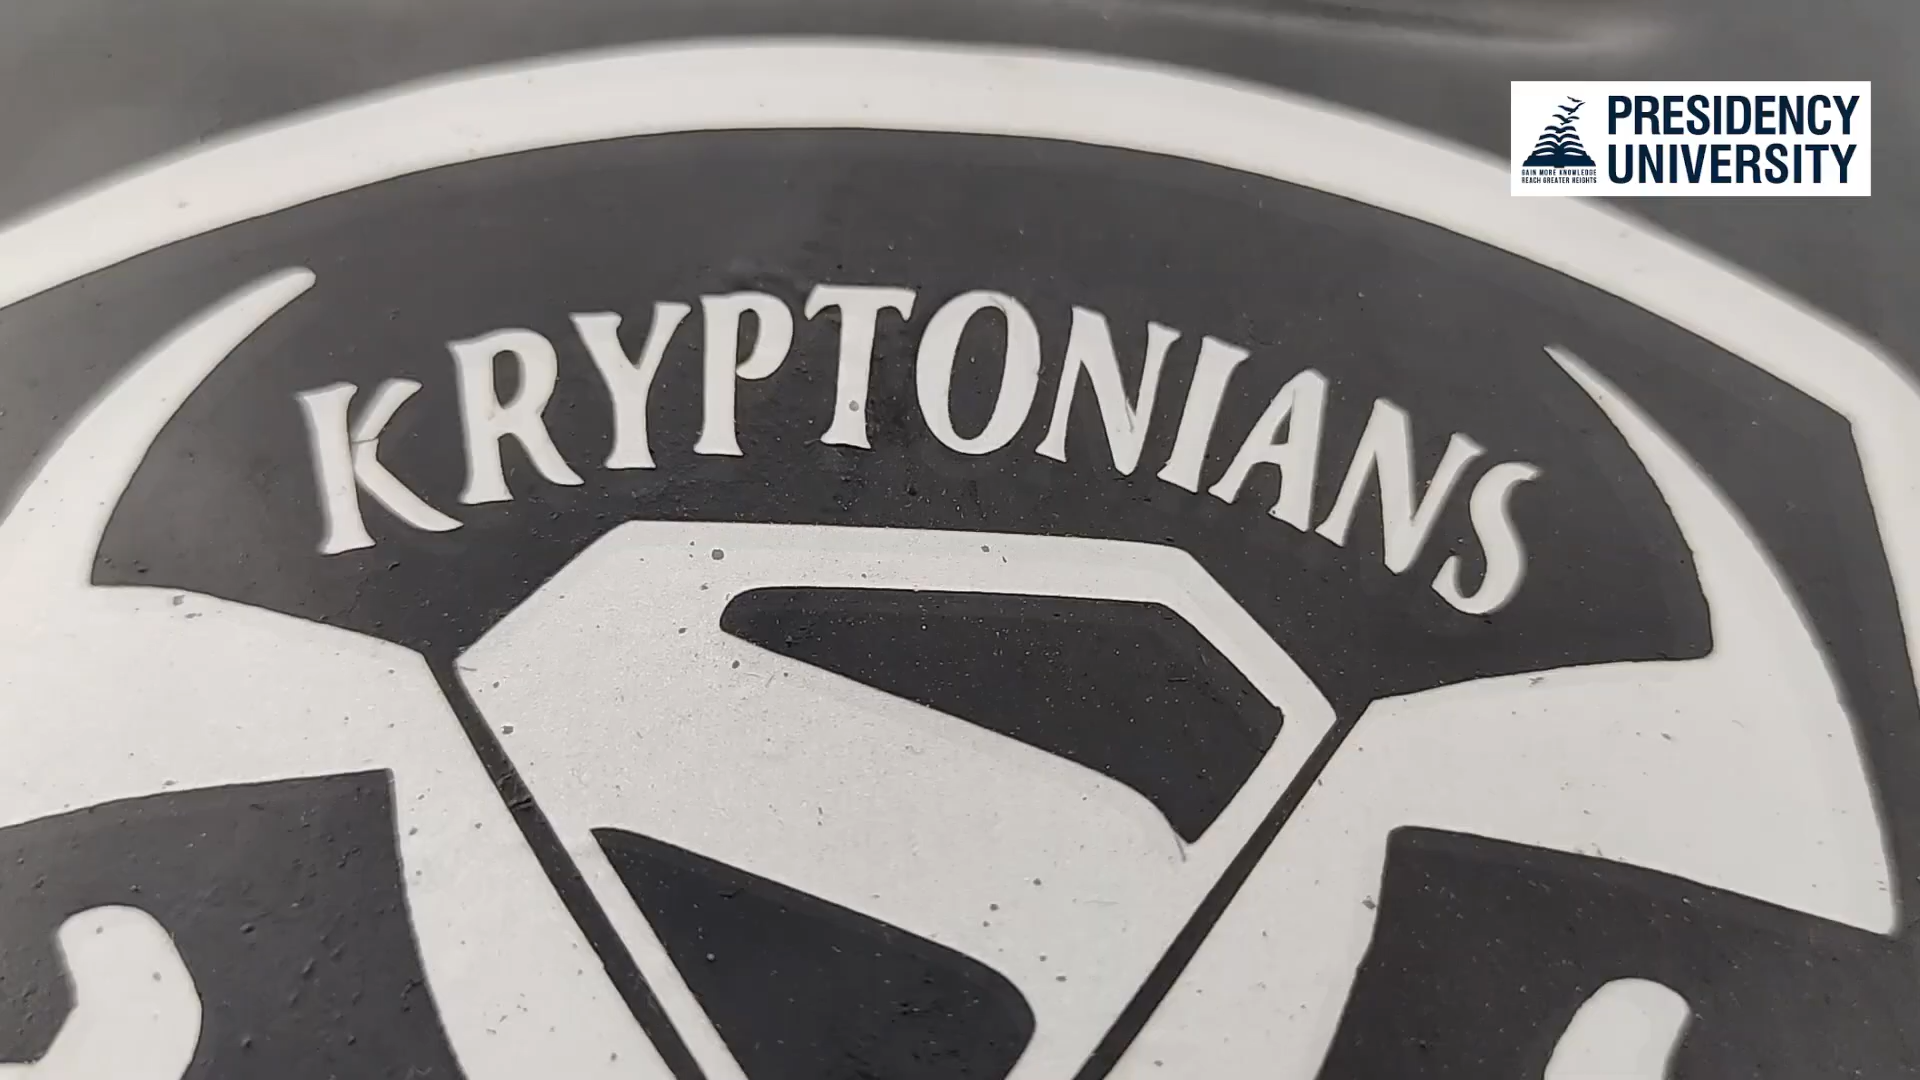 PRESIDENCY
UNIVERSITY
GAIN MORE KNOWLEDGE
REACH GREATER HEIGHTS
KRYPTONIANS